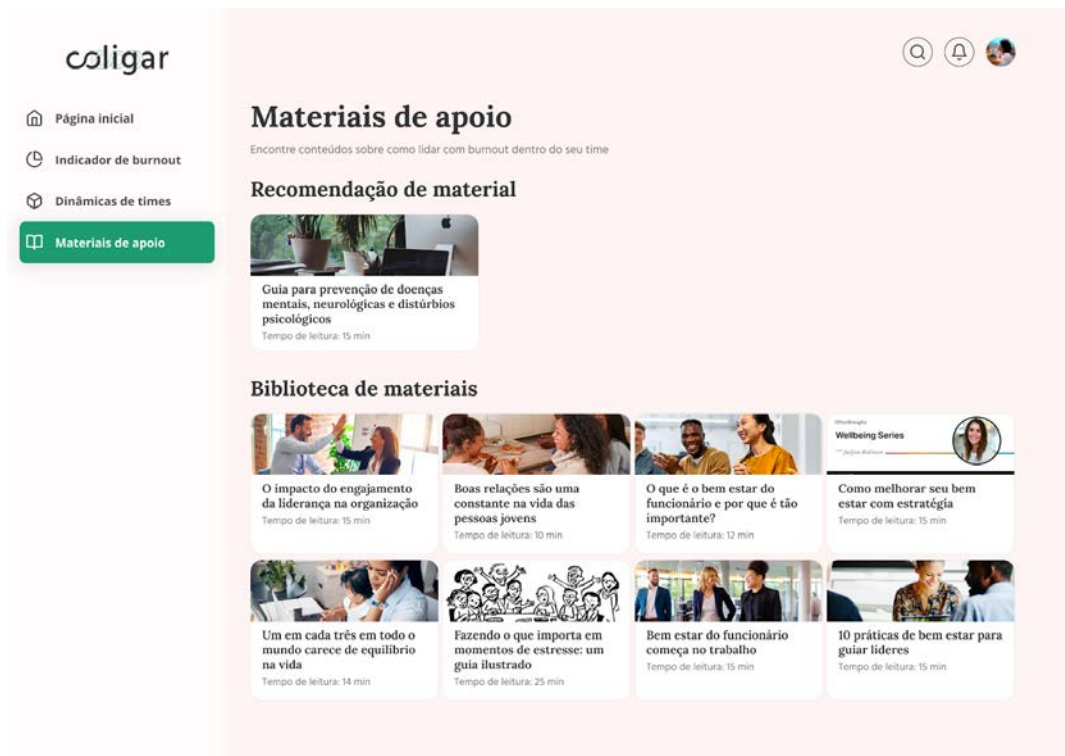 coligar
Página inicial
Indicador de burnout
Dinâmicas de times
Materiais de apoio
Materiais de apoio
Encontre conteúdos sobre como lidar com burnout dentro do seu time
Recomendação de material
Guia para prevenção de doenças
mentais, neurológicas e distúrbios
psicológicos
Tempo de leitura: 15 min
Biblioteca de materiais
O impacto do engajamento
da liderança na organização
Tempo de leitura: 15 min
Boas relações são uma
constante na vida das
pessoas jovens
Tempo de leitura: 10 min
O que é o bem estar do
funcionário e por que é tão
importante?
Tempo de leitura: 12 min
Wellbeing Series
Como melhorar seu bem
estar com estratégia
Tempo de leitura: 15 min
Um em cada três em todo o
mundo carece de equilíbrio
na vida
Tempo de leitura: 14 min
Fazendo o que importa em
momentos de estresse: um
guia ilustrado
Tempo de leitura: 25 min
Bem estar do funcionário
começa no trabalho
Tempo de leitura: 15 min
10 práticas de bem estar para
guiar líderes
Tempo de leitura: 15 min